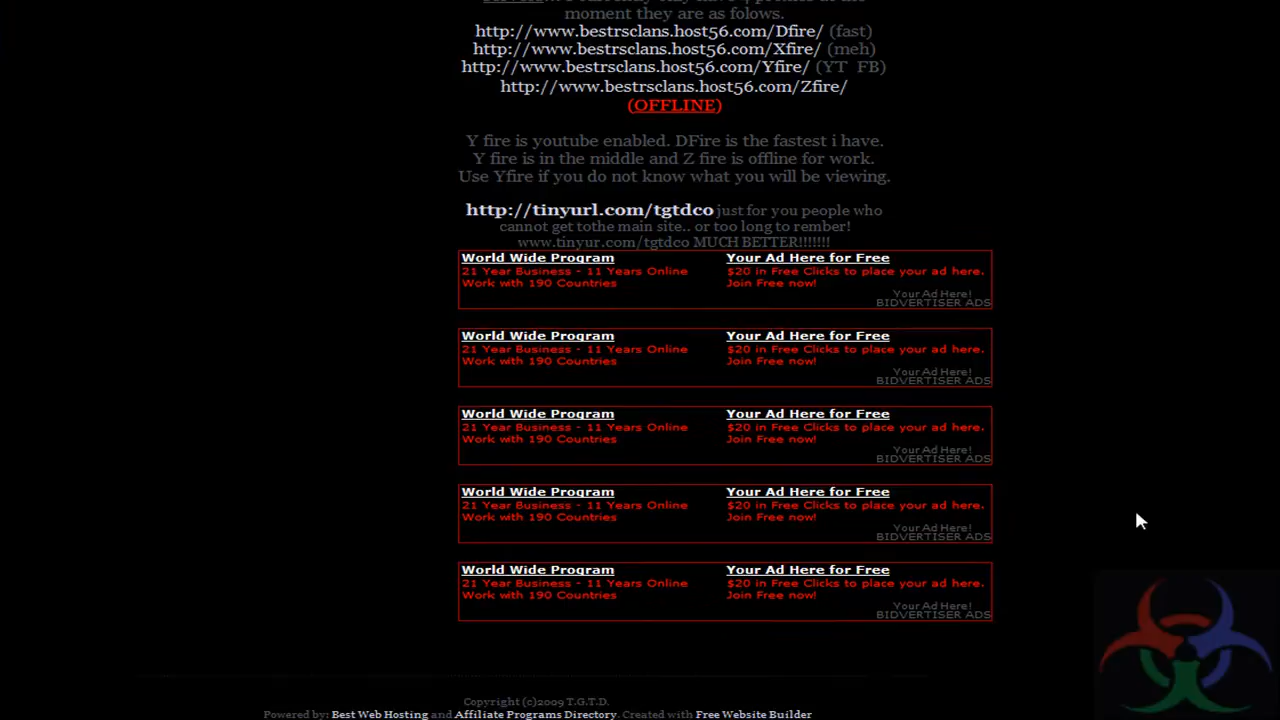 moment they are as folows.
http://www.bestrsclans.host56.com/Dfire/ (fast)
http://www.bestrsclans.host56.com/Xfire/ (meh)
http://www.bestrsclans.host56.com/Yfire/ (YT FB)
http://www.bestrsclans.host56.com/Zfire/
(OFFLINE)
Y fire is youtube enabled. DFire is the fastest i have.
Y fire is in the middle and Z fire is offline for work.
Use Yfire if you do not know what you will be viewing.
http://tinyurl.com/tgtdco just for you people who
cannot get tothe main site.. or too long to rember!
www.tinyur.com/tgtdco MUCH BETTER!!!!!!!
World Wide Program
21 Year Business - 11 Years Online
Work with 190 Countries
Your Ad Here for Free
$20 in Free Clicks to place your ad here.
Join Free now!
Your Ad Here!
BIDVERTISER ADS
World Wide Program
21 Year Business - 11 Years Online
Work with 190 Countries
Your Ad Here for Free
$20 in Free Clicks to place your ad here.
Join Free now!
Your Ad Here!
BIDVERTISER ADS
World Wide Program
21 Year Business - 11 Years Online
Work with 190 Countries
Your Ad Here for Free
$20 in Free Clicks to place your ad here.
Join Free now!
Your Ad Here!
BIDVERTISER ADS
World Wide Program
21 Year Business - 11 Years Online
Work with 190 Countries
Your Ad Here for Free
$20 in Free Clicks to place your ad here.
Join Free now!
Your Ad Here!
BIDVERTISER ADS
World Wide Program
21 Year Business - 11 Years Online
Work with 190 Countries
Your Ad Here for Free
$20 in Free Clicks to place your ad here.
Join Free now!
Your Ad Here!
BIDVERTISER ADS
Copyright (c)2009 T.G.T.D.
Powered by: Best Web Hosting and Affiliate Programs Directory. Created with Free Website Builder